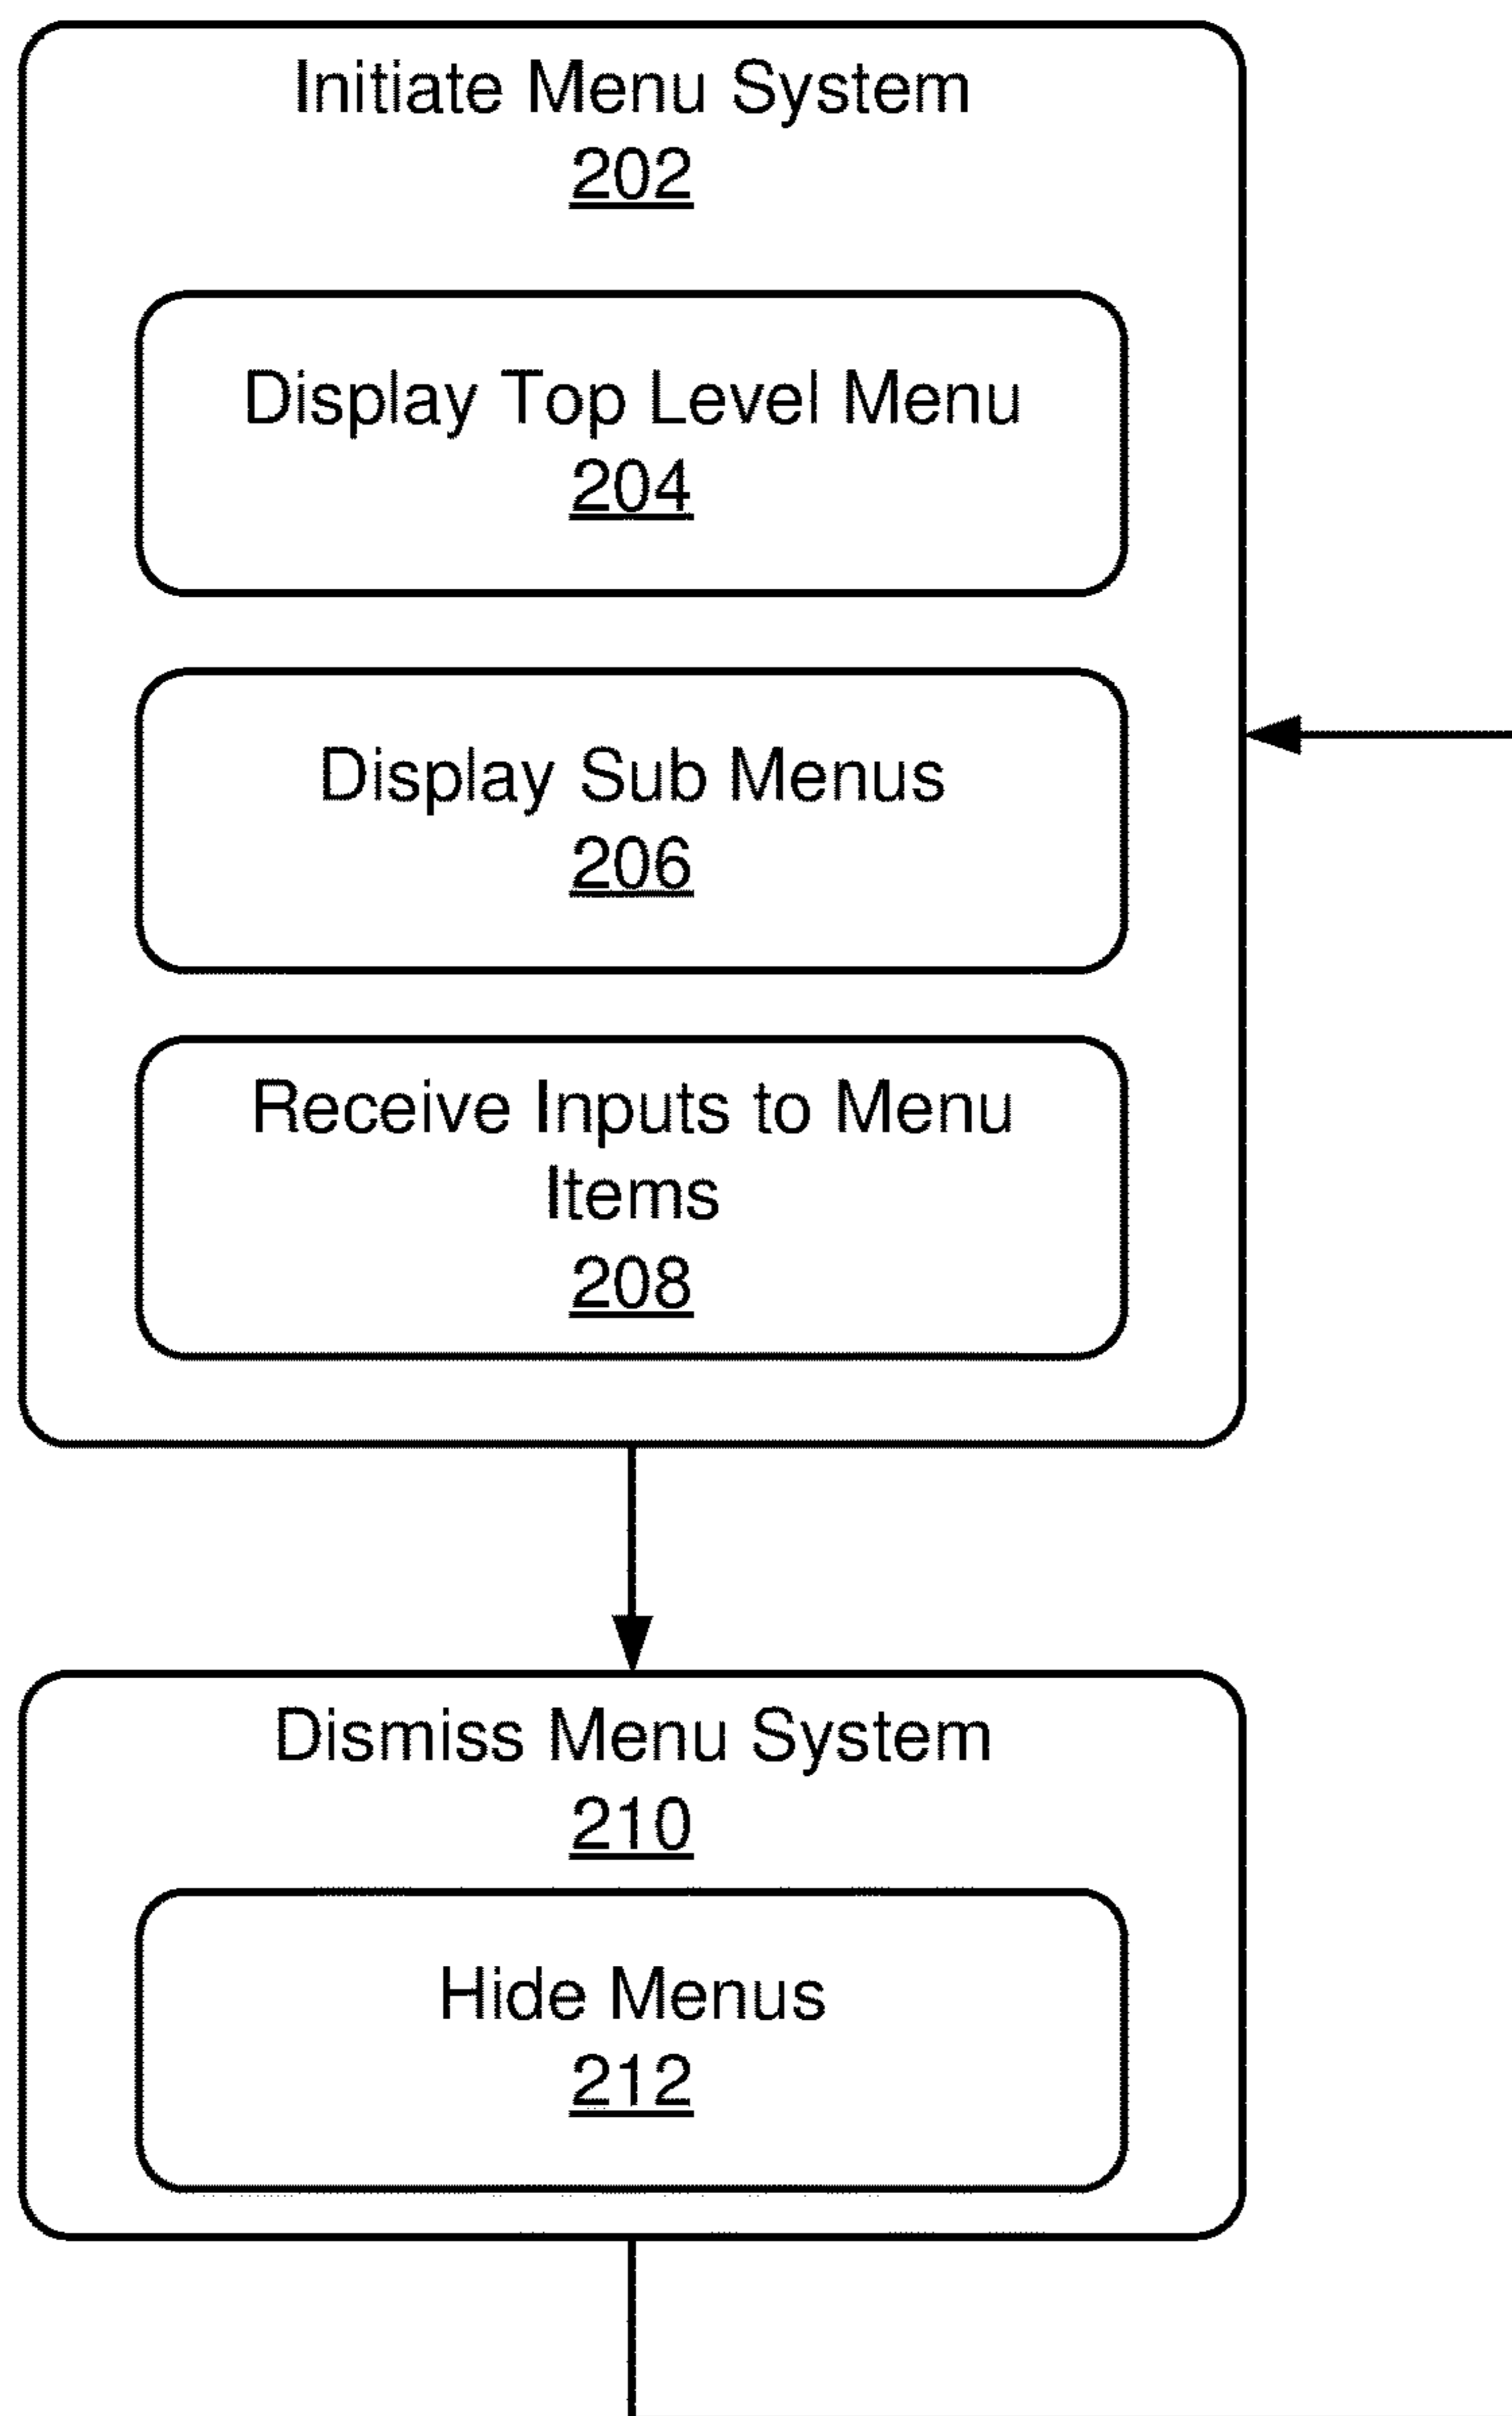 Initiate Menu System
202
Display Top Level Menu
204
Display Sub Menus
206
Receive Inputs to Menu
Items
208
Dismiss Menu System
210
Hide Menus
212